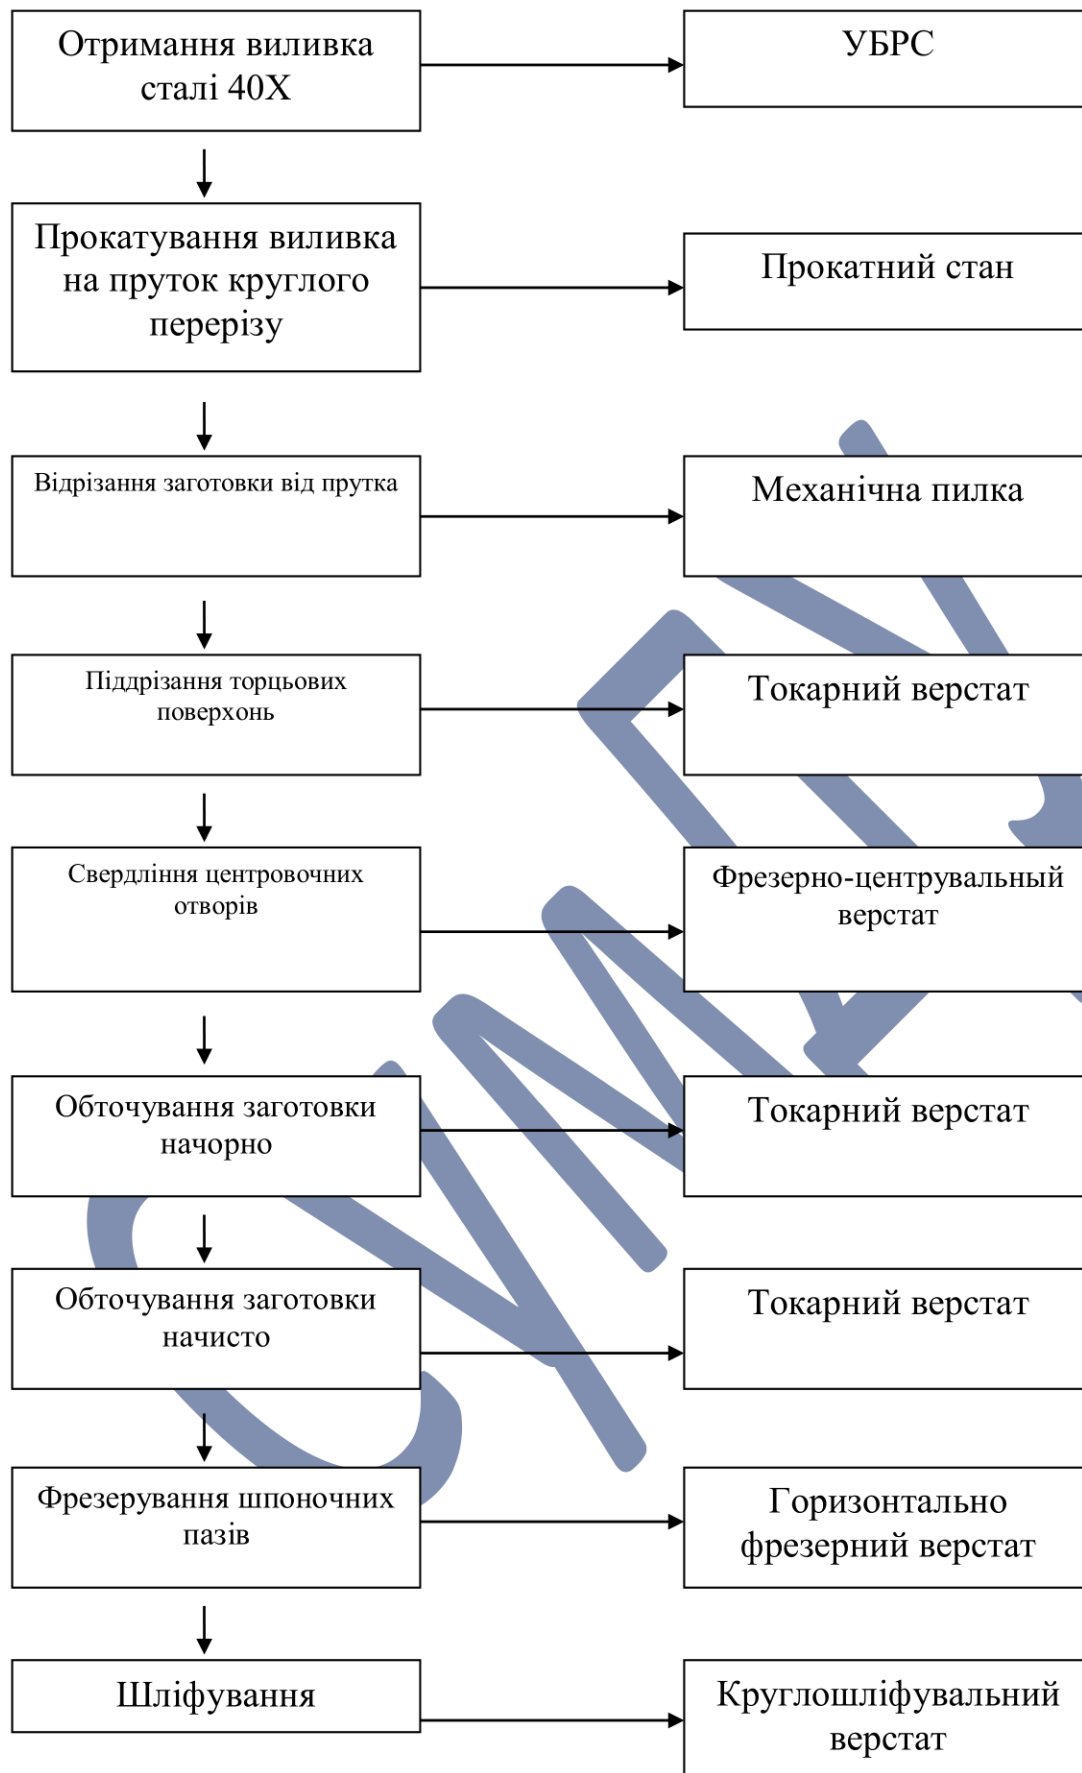 Отримання виливка
сталі 40Х
УБРС
Прокатування виливка
на пруток круглого
перерізу
Прокатний стан
Відрізання заготовки від прутка
Механічна пилка
Піддрізання торцьових
поверхонь
Токарний верстат
Свердління центровочних
отворів
Фрезерно-центрувальный
верстат
Обточування заготовки
начорно
Токарний верстат
Обточування заготовки
начисто
Токарний верстат
Фрезерування шпоночних
пазів
Горизонтально
фрезерний верстат
Шліфування
Круглошліфувальний
верстат